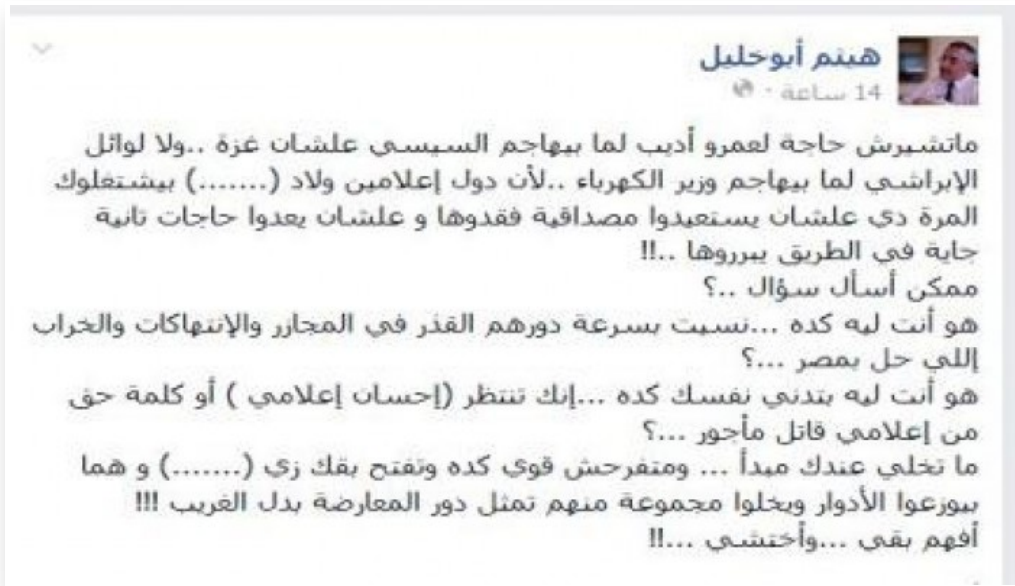 هيثم أبوخليل
14 ساعة ·
ماتشيرش حاجة لعمرو أديب لما بيهاجم السيسي علشان غزة ..ولا لوائل
الإبراشي لما بيهاجم وزير الكهرباء ..لأن دول إعلامين ولاد (.......) بيشتغلوك
المرة دي علشان يستعيدوا مصداقية فقدوها و علشان يعدوا حاجات تانية
جاية في الطريق يبرروها ..!!
ممكن أسأل سؤال ..؟
هو أنت ليه كده ...نسيت بسرعة دورهم القذر في المجازر والإنتهاكات والخراب
إللي حل بمصر ...؟
هو أنت ليه بتدني نفسك كده ...إنك تنتظر (إحسان إعلامي ) أو كلمة حق
من إعلامي قاتل مأجور ...؟
ما تخلي عندك مبدأ ... ومتفرحش قوي كده وتفتح بقك زي (.......) و هما
بيوزعوا الأدوار ويخلوا مجموعة منهم تمثل دور المعارضة بدل الغريب !!!
أفهم بقي ...وأختشي ...!!